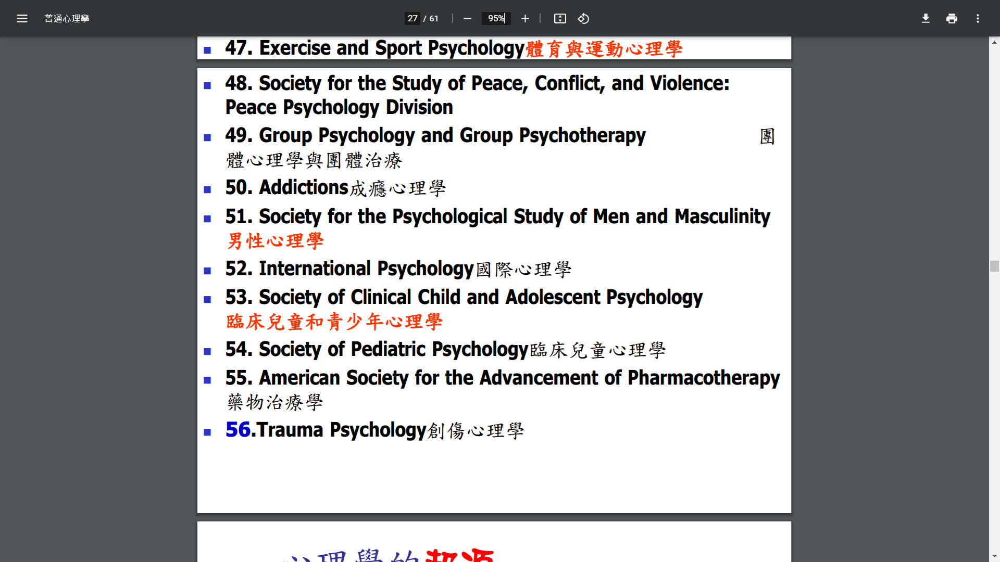 普通心理學
27 / 61
95%
47. Exercise and Sport Psychology體育與運動心理學
48. Society for the Study of Peace, Conflict, and Violence:
Peace Psychology Division
49. Group Psychology and Group Psychotherapy 團
體心理學與團體治療
50. Addictions成癮心理學
51. Society for the Psychological Study of Men and Masculinity
男性心理學
52. International Psychology國際心理學
53. Society of Clinical Child and Adolescent Psychology
臨床兒童和青少年心理學
54. Society of Pediatric Psychology臨床兒童心理學
55. American Society for the Advancement of Pharmacotherapy
藥物治療學
56.Trauma Psychology創傷心理學
心理學的起源